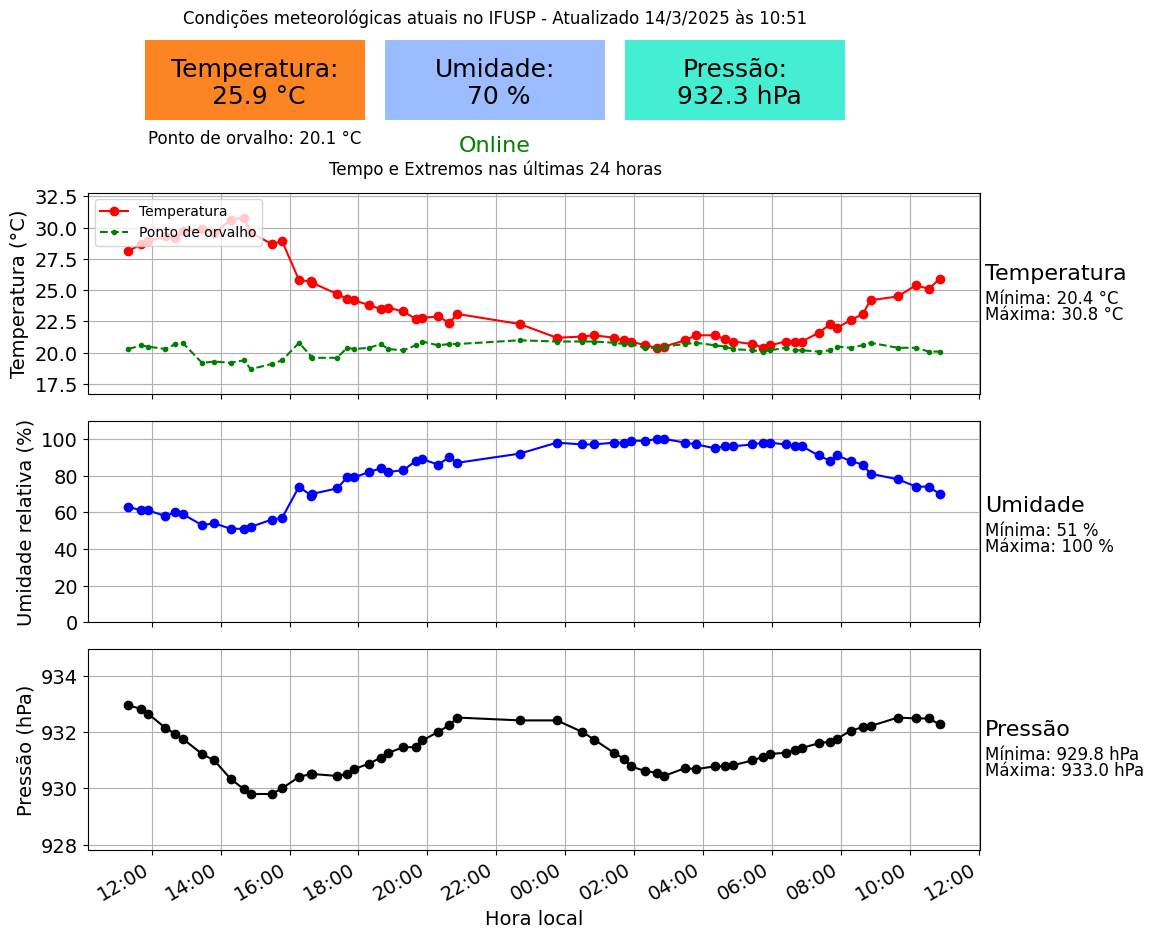 Condições meteorológicas atuais no IFUSP - Atualizado 14/3/2025 às 10:51
Temperatura:
25.9 °C
Umidade:
70 %
Pressão:
932.3 hPa
Ponto de orvalho: 20.1 °C
Online
Tempo e Extremos nas últimas 24 horas
Temperatura (°C)
32.5
30.0
27.5
25.0
22.5
20.0
17.5
Temperatura
Ponto de orvalho
Temperatura
Mínima: 20.4 °C
Máxima: 30.8 °C
Umidade relativa (%)
100
80
60
40
20
0
Umidade
Mínima: 51 %
Máxima: 100 %
Pressão (hPa)
934
932
930
928
Pressão
Mínima: 929.8 hPa
Máxima: 933.0 hPa
12:00
14:00
16:00
18:00
20:00
22:00
00:00
02:00
04:00
06:00
08:00
10:00
12:00
Hora local